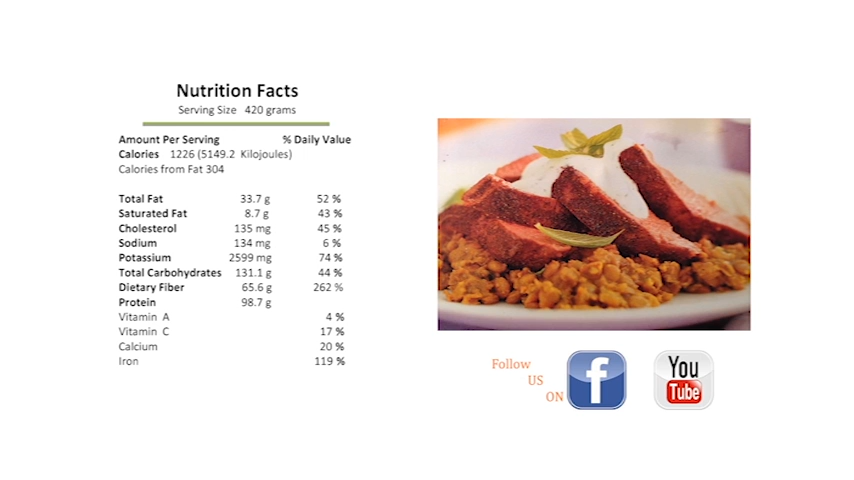 Nutrition Facts
Serving Size 420 grams
Amount Per Serving % Daily Value
Calories 1226 (5149.2 Kilojoules)
Calories from Fat 304
Total Fat 33.7 g 52 %
Saturated Fat 8.7 g 43 %
Cholesterol 135 mg 45 %
Sodium 134 mg 6 %
Potassium 2599 mg 74 %
Total Carbohydrates 131.1 g 44 %
Dietary Fiber 65.6 g 262 %
Protein 98.7 g
Vitamin A 4 %
Vitamin C 17 %
Calcium 20 %
Iron 119 %
Follow
US
ON
f
You
Tube